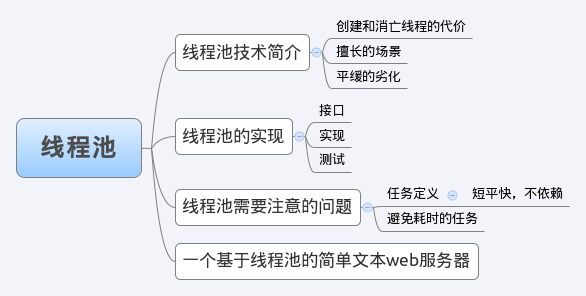 线程池
线程池技术简介
创建和消亡线程的代价
擅长的场景
平缓的劣化
线程池的实现
接口
实现
测试
线程池需要注意的问题
任务定义
短平快，不依赖
避免耗时的任务
一个基于线程池的简单文本web服务器